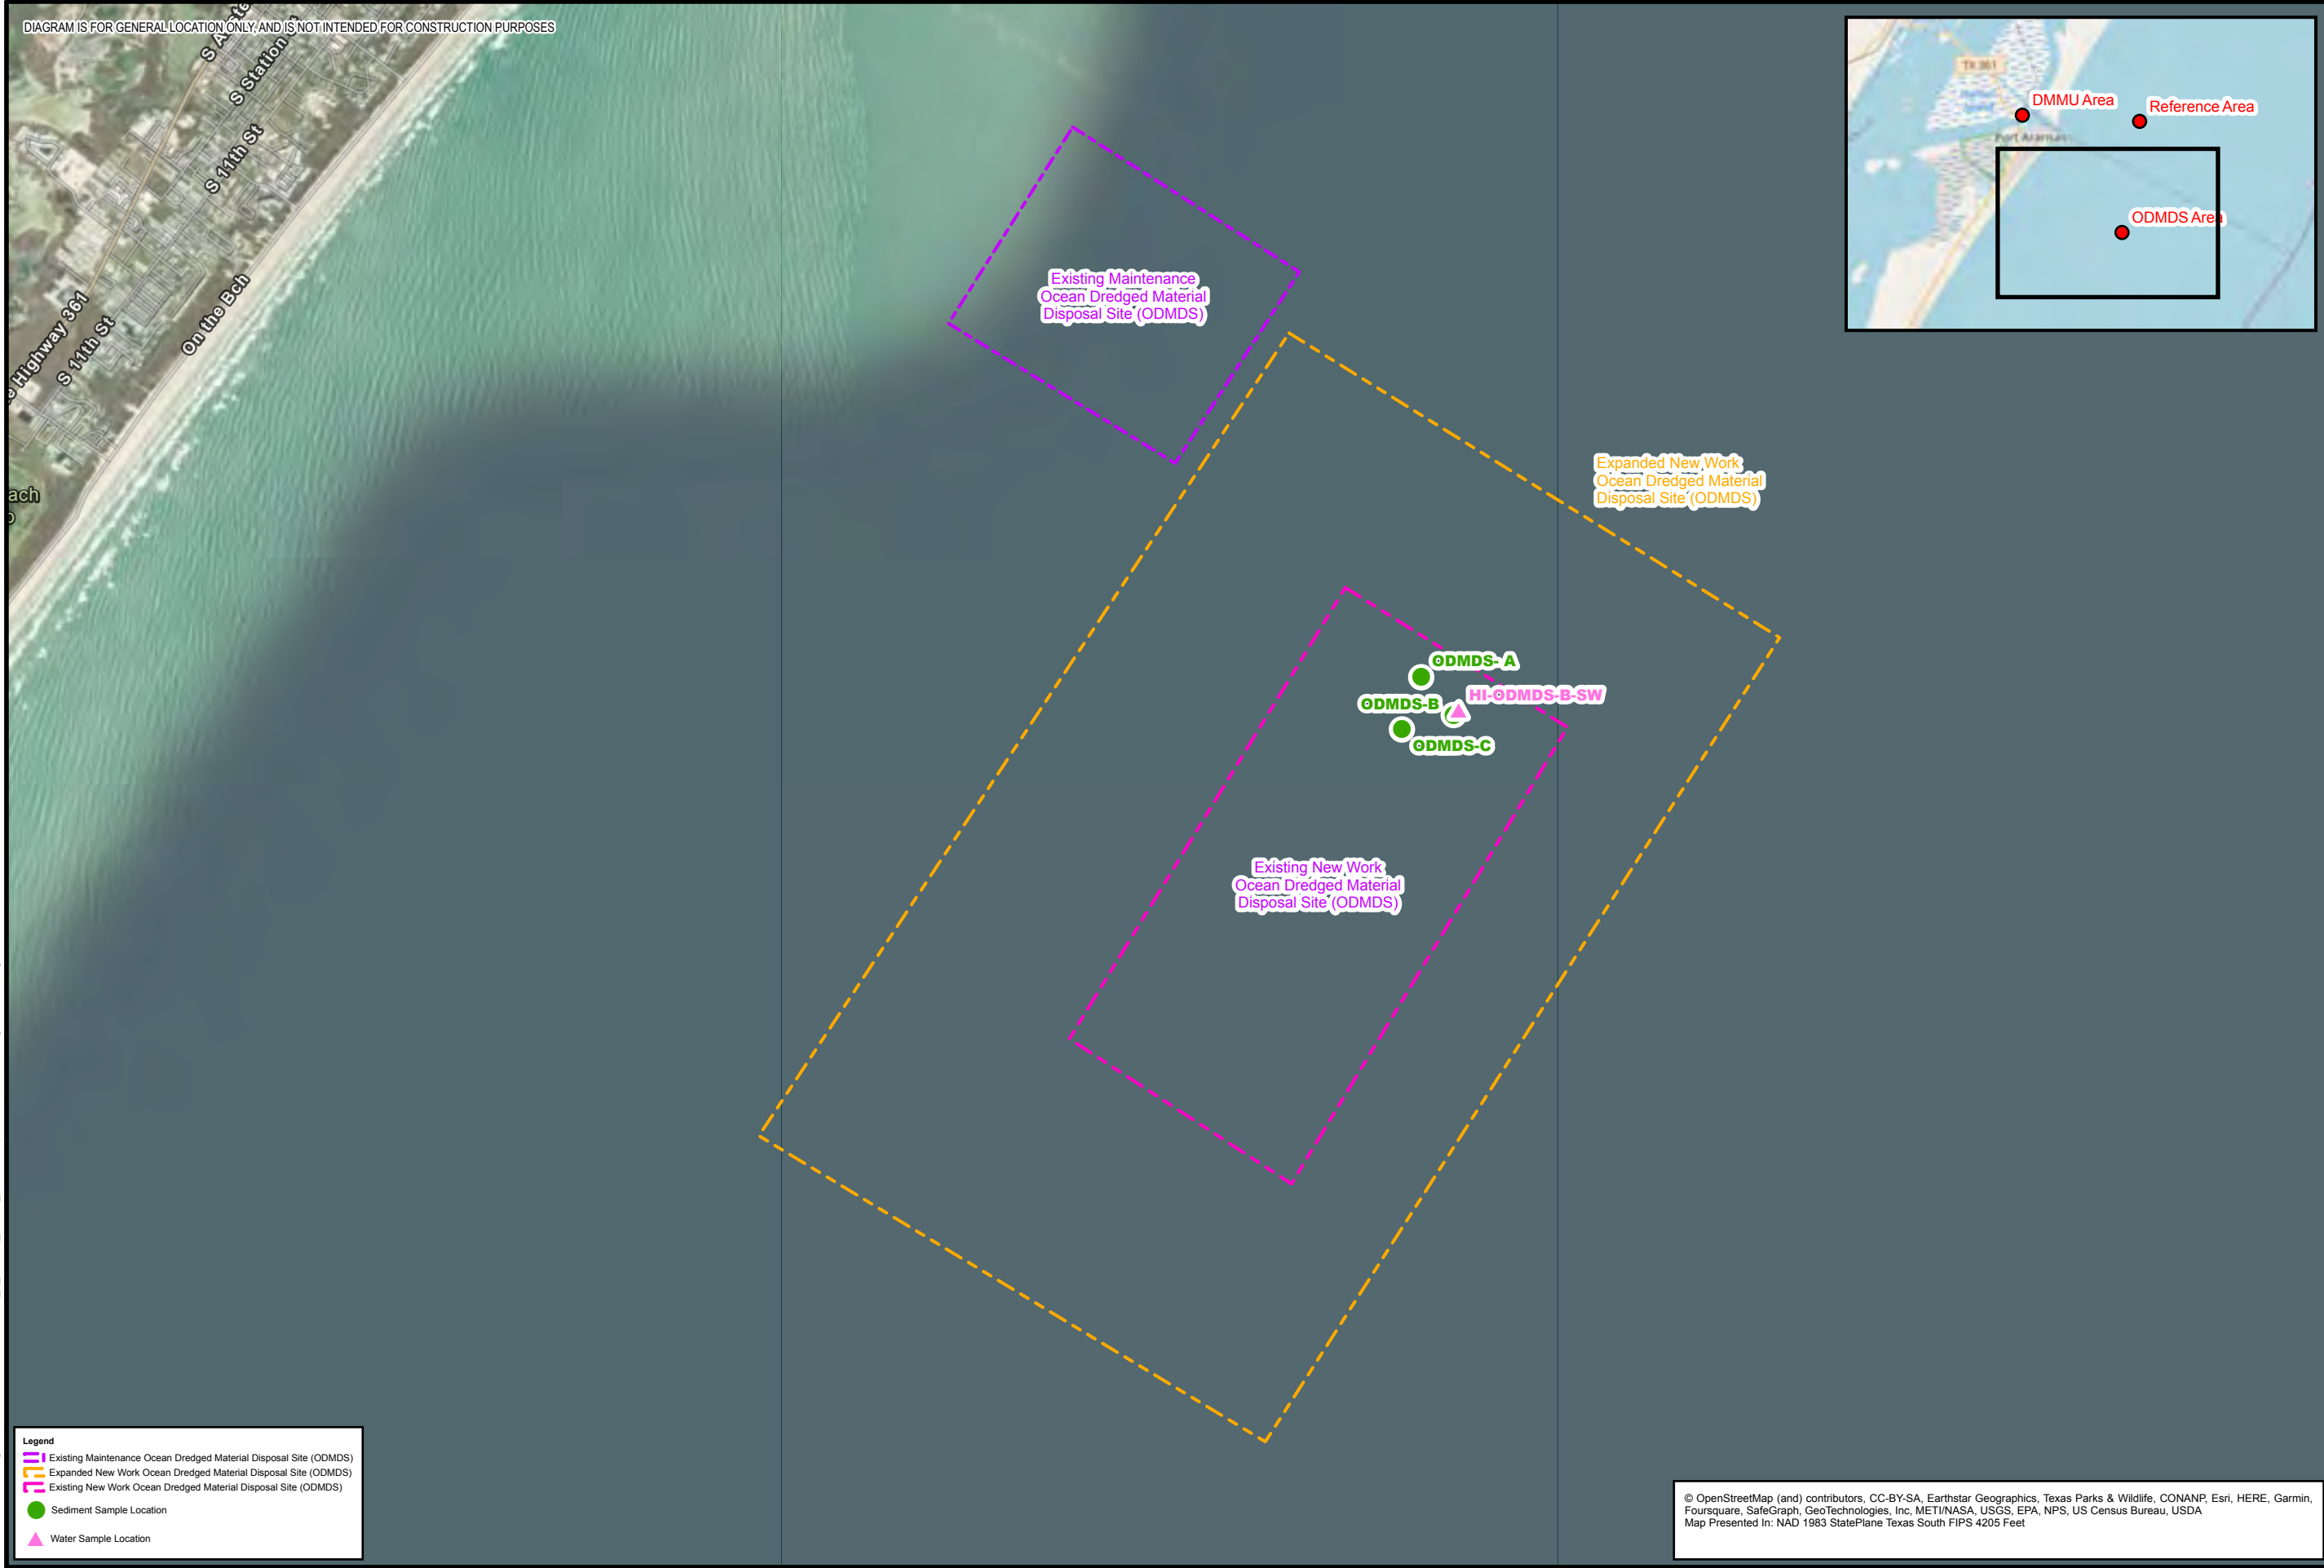 DIAGRAM IS FOR GENERAL LOCATION ONLY, AND IS NOT INTENDED FOR CONSTRUCTION PURPOSES
S Station
S 11th St
Highway 361
S 11th St
On the Bch
ach
TX 361
DMMU Area
Reference Area
Port Aransas
ODMDS Area
Existing Maintenance
Ocean Dredged Material
Disposal Site (ODMDS)
Expanded New Work
Ocean Dredged Material
Disposal Site (ODMDS)
ODMDS- A
HI-ODMDS-B-SW
ODMDS-B
ODMDS-C
Existing New Work
Ocean Dredged Material
Disposal Site (ODMDS)
Legend
Existing Maintenance Ocean Dredged Material Disposal Site (ODMDS)
Expanded New Work Ocean Dredged Material Disposal Site (ODMDS)
Existing New Work Ocean Dredged Material Disposal Site (ODMDS)
Sediment Sample Location
Water Sample Location
© OpenStreetMap (and) contributors, CC-BY-SA, Earthstar Geographics, Texas Parks & Wildlife, CONANP, Esri, HERE, Garmin,
Foursquare, SafeGraph, GeoTechnologies, Inc, METI/NASA, USGS, EPA, NPS, US Census Bureau, USDA
Map Presented In: NAD 1983 StatePlane Texas South FIPS 4205 Feet